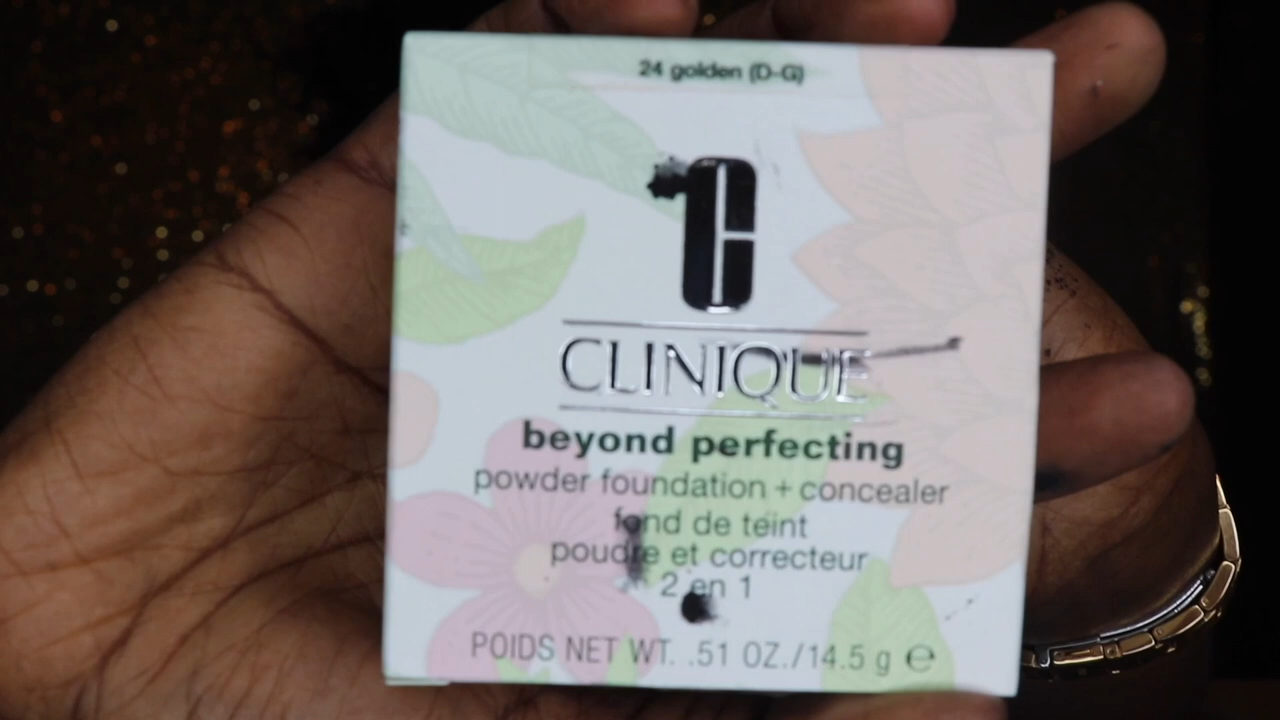 24 golden (D-G)
CLINIQUE
beyond perfecting
powder foundation + concealer
fond de teint
poudre et correcteur
2 en 1
POIDS NET WT. .51 OZ./14.5 g ℮